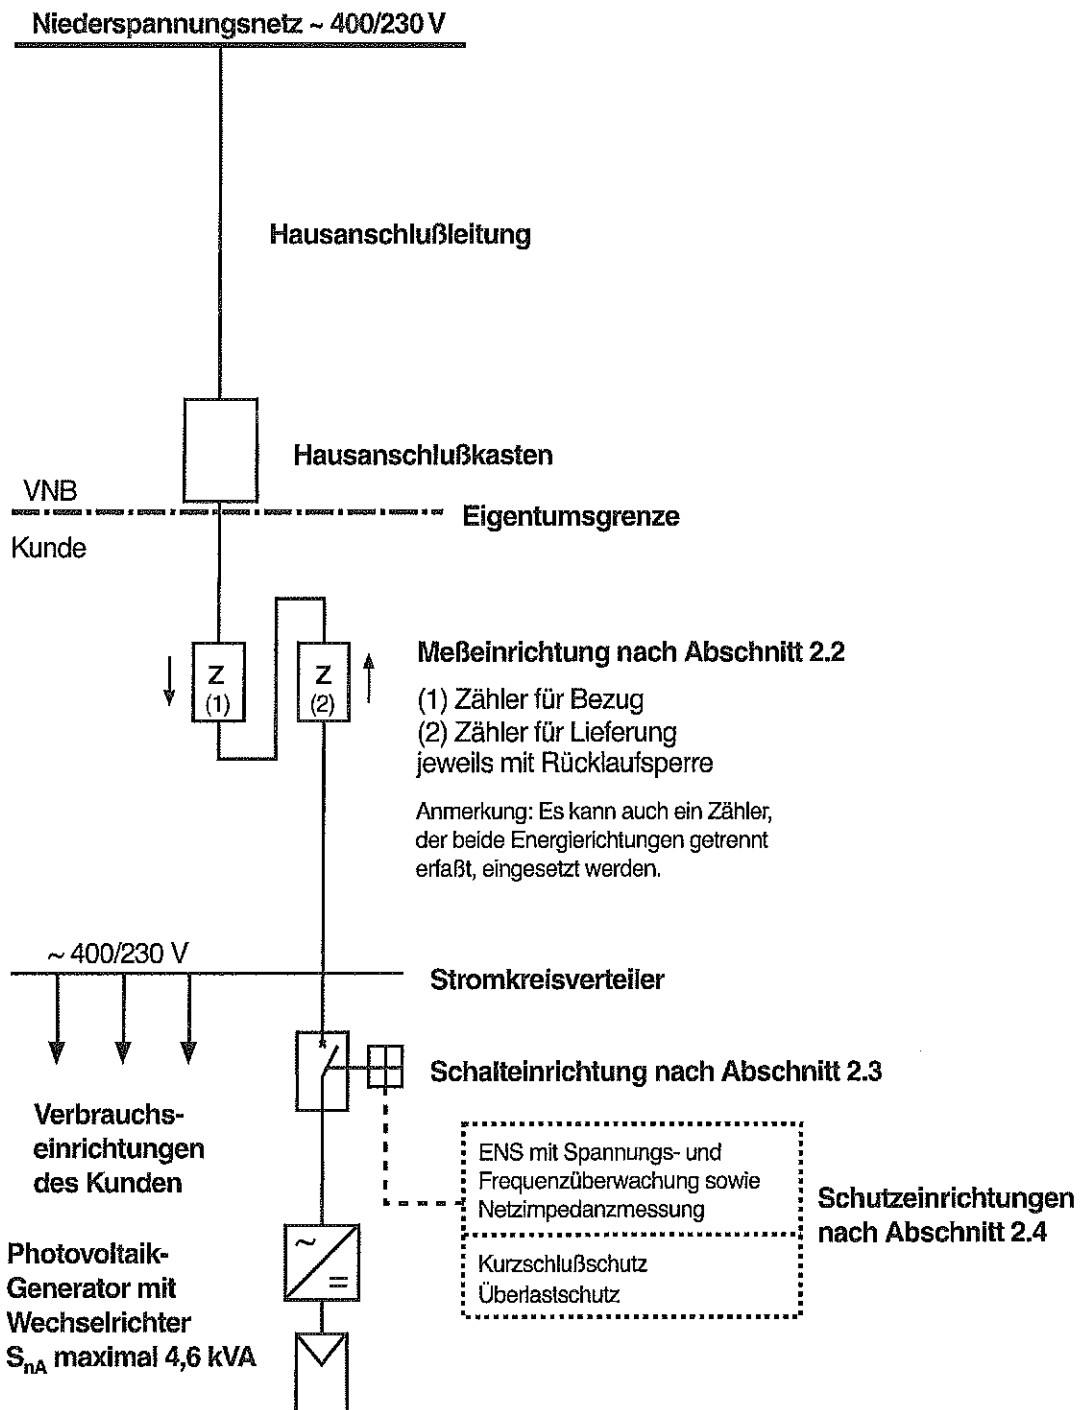 Niederspannungsnetz ~ 400/230 V
Hausanschlußleitung
Hausanschlußkasten
VNB
Eigentumsgrenze
Kunde
Z
(1)
Z
(2)
Meßeinrichtung nach Abschnitt 2.2
(1) Zähler für Bezug
(2) Zähler für Lieferung
jeweils mit Rücklaufsperre
Anmerkung: Es kann auch ein Zähler,
der beide Energierichtungen getrennt
erfaßt, eingesetzt werden.
~ 400/230 V
Stromkreisverteiler
Schalteinrichtung nach Abschnitt 2.3
Verbrauchs-
einrichtungen
des Kunden
ENS mit Spannungs- und
Frequenzüberwachung sowie
Netzimpedanzmessung
Kurzschlußschutz
Überlastschutz
Schutzeinrichtungen
nach Abschnitt 2.4
Photovoltaik-
Generator mit
Wechselrichter
SnA maximal 4,6 kVA
~
=